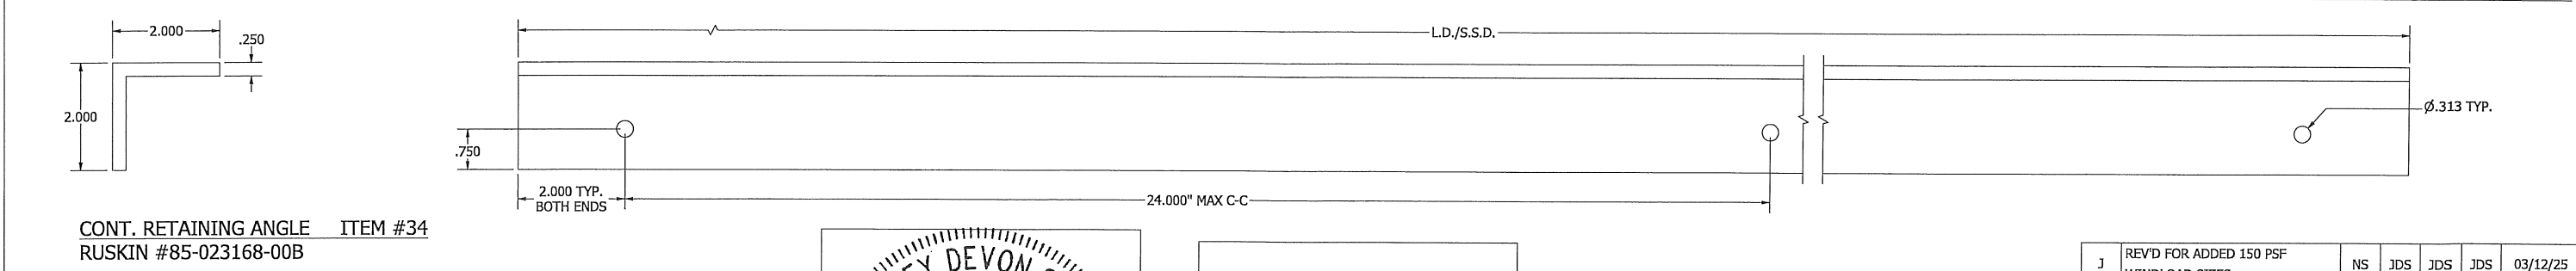 2.000
.250
2.000
L.D./S.S.D.
Ø.313 TYP.
.750
2.000 TYP.
BOTH ENDS
24.000" MAX C-C
CONT. RETAINING ANGLE ITEM #34
RUSKIN #85-023168-00B
DEVON
J REV'D FOR ADDED 150 PSF NS JDS JDS JDS 03/12/25